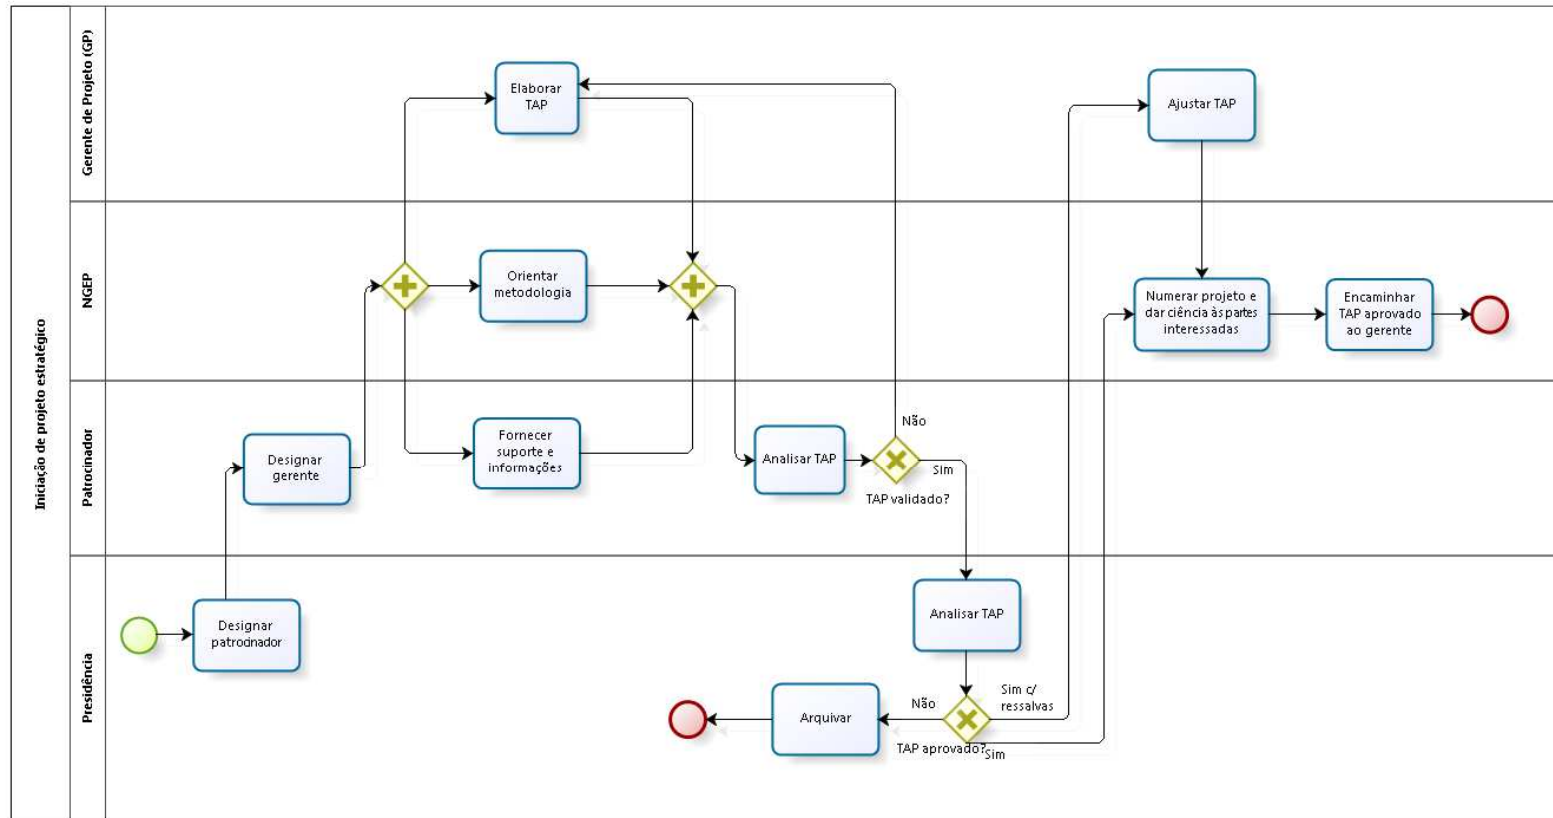 Iniciação de projeto estratégico
Gerente de Projeto (GP)
Elaborar
TAP
Ajustar TAP
NGEP
Orientar
metodologia
Numerar projeto e
dar ciência às partes
interessadas
Encaminhar
TAP aprovado
ao gerente
Patrocinador
Designar
gerente
Fornecer
suporte e
informações
Analisar TAP
Não
Sim
TAP validado?
Presidência
Designar
patrocinador
Analisar TAP
Arquivar
Não
Sim c/
ressalvas
TAP aprovado?
Sim